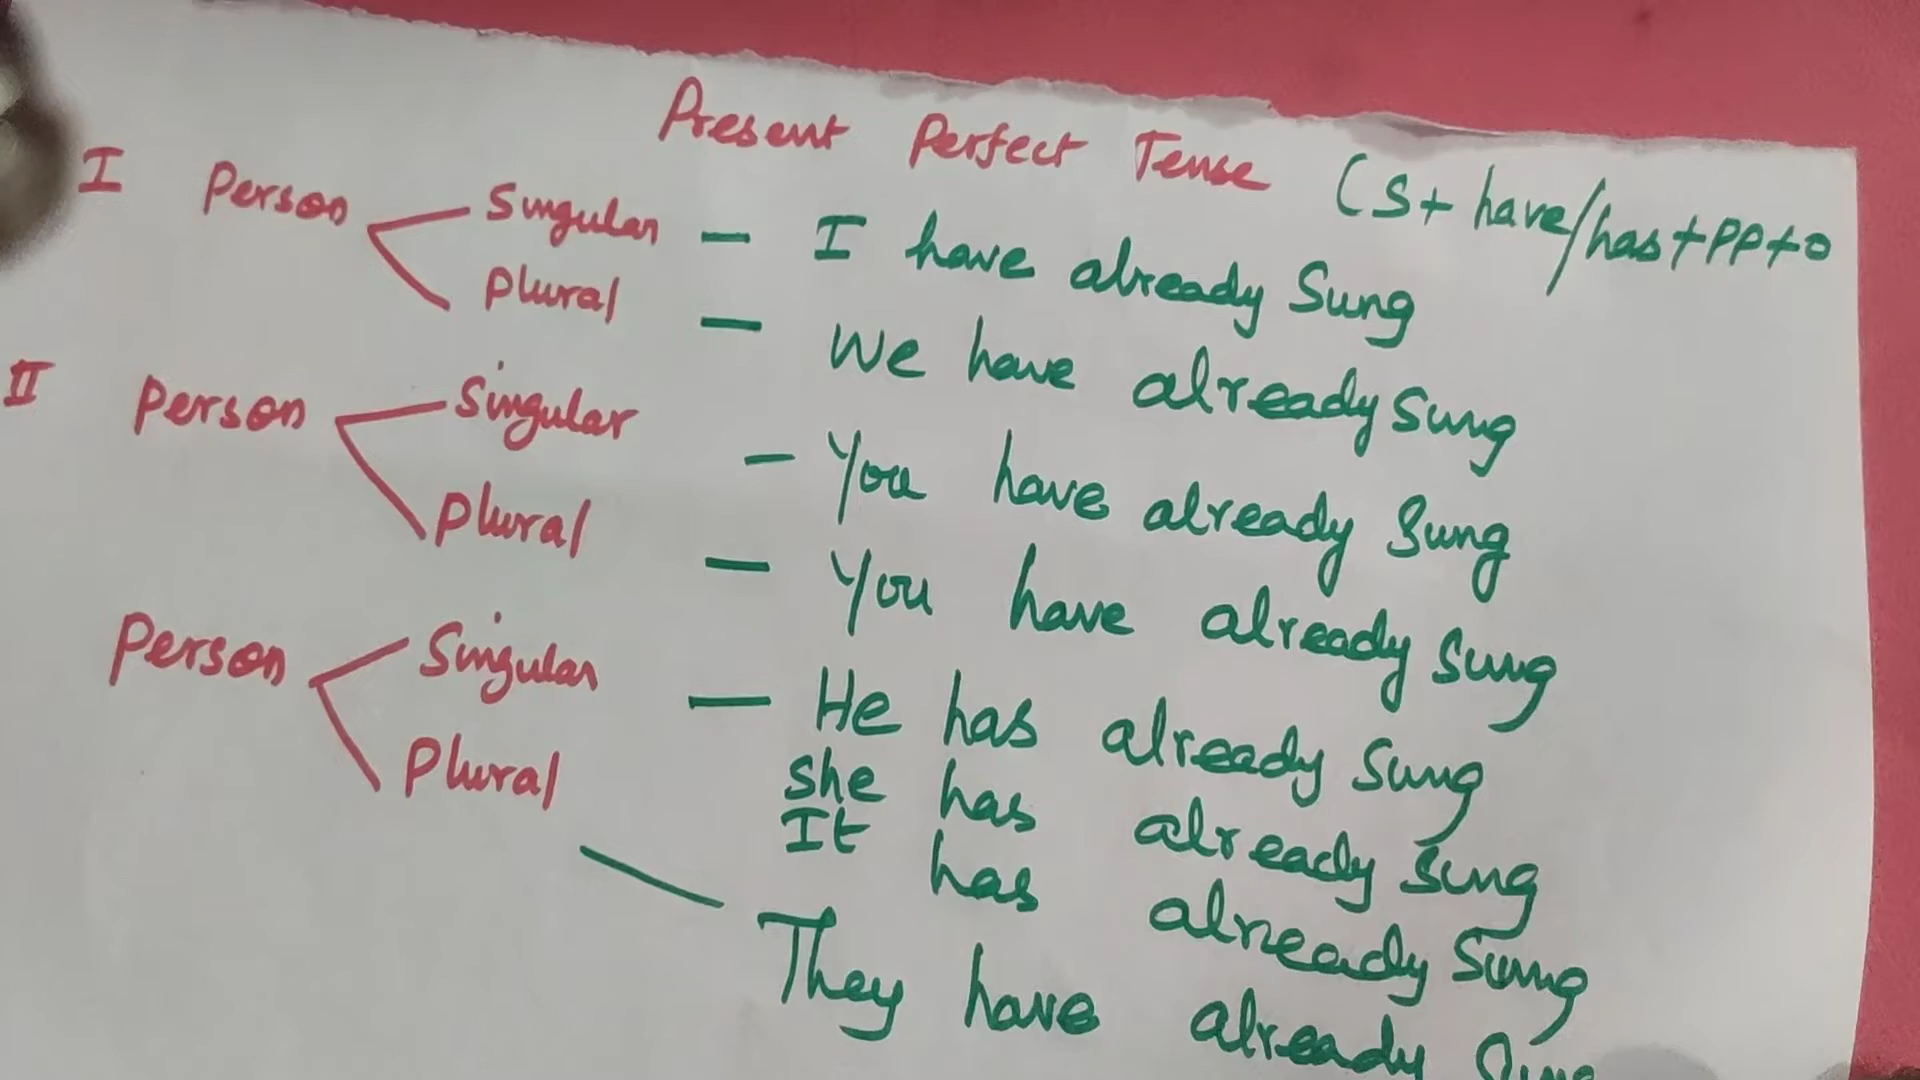 Present Perfect Tense (S+ have/has+PP+o
I Person Singular - I have already Sung
Plural - We have already Sung
II Person Singular - You have already Sung
Plural - You have already Sung
Person Singular - He has already Sung
She has already Sung
It has already Sung
Plural - They have already